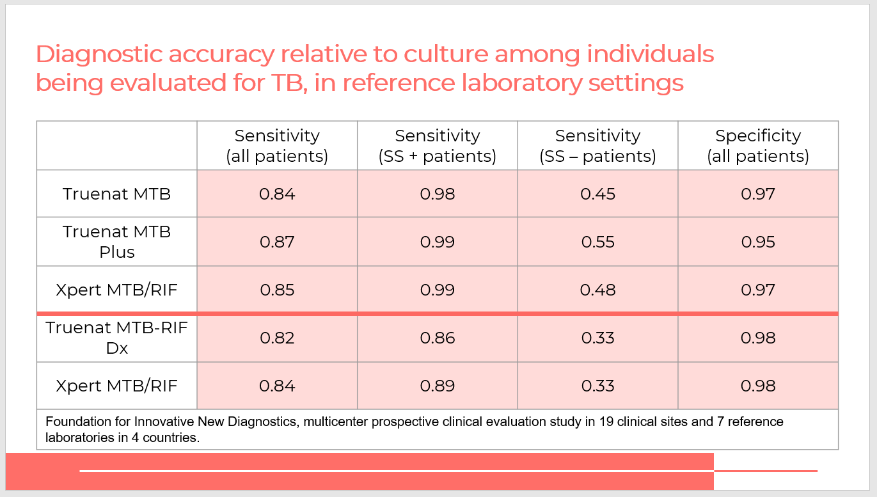 Diagnostic accuracy relative to culture among individuals
being evaluated for TB, in reference laboratory settings
Sensitivity
(all patients)
Sensitivity
(SS + patients)
Sensitivity
(SS – patients)
Specificity
(all patients)
Truenat MTB 0.84 0.98 0.45 0.97
Truenat MTB
Plus
0.87 0.99 0.55 0.95
Xpert MTB/RIF 0.85 0.99 0.48 0.97
Truenat MTB-RIF
Dx
0.82 0.86 0.33 0.98
Xpert MTB/RIF 0.84 0.89 0.33 0.98
Foundation for Innovative New Diagnostics, multicenter prospective clinical evaluation study in 19 clinical sites and 7 reference
laboratories in 4 countries.